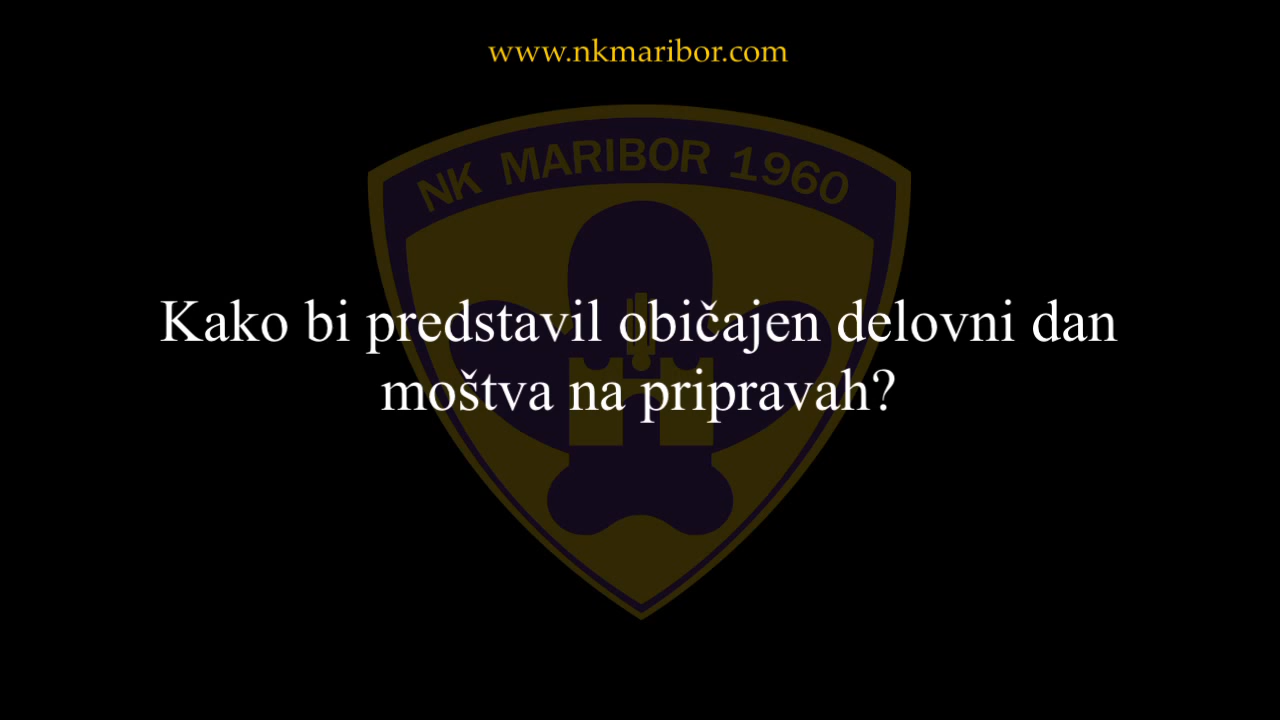 www.nkmaribor.com
NK MARIBOR 1960
Kako bi predstavil običajen delovni dan
moštva na pripravah?